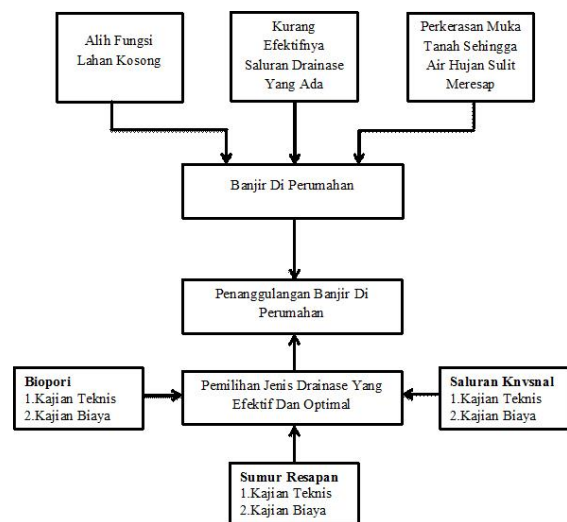 Alih Fungsi
Lahan Kosong
Kurang
Efektifnya
Saluran Drainase
Yang Ada
Perkerasan Muka
Tanah Sehingga
Air Hujan Sulit
Meresap
Banjir Di Perumahan
Penanggulangan Banjir Di
Perumahan
Biopori
1.Kajian Teknis
2.Kajian Biaya
Pemilihan Jenis Drainase Yang
Efektif Dan Optimal
Saluran Knvsnal
1.Kajian Teknis
2.Kajian Biaya
Sumur Resapan
1.Kajian Teknis
2.Kajian Biaya